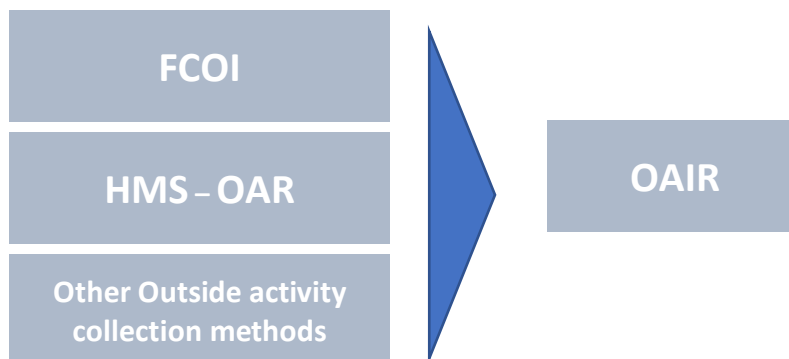 FCOI
HMS – OAR
OAIR
Other Outside activity
collection methods